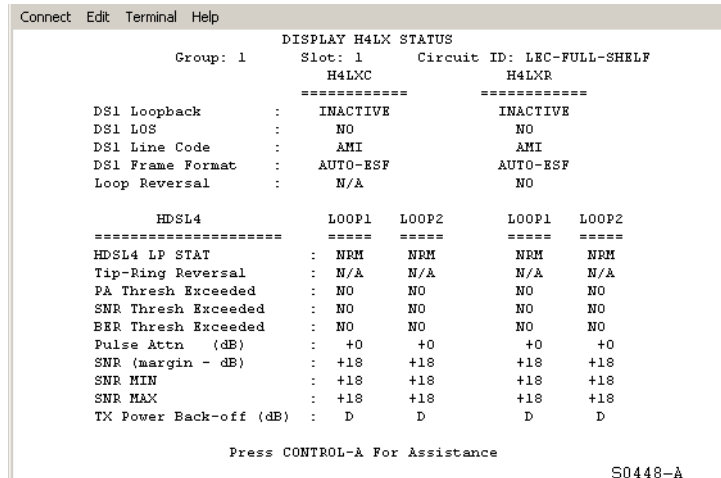 Connect Edit Terminal Help
DISPLAY H4LX STATUS
Group: 1 Slot: 1 Circuit ID: LEC-FULL-SHELF
H4LXC H4LXR
============ ============
DS1 Loopback : INACTIVE INACTIVE
DS1 LOS : NO NO
DS1 Line Code : AMI AMI
DS1 Frame Format : AUTO-ESF AUTO-ESF
Loop Reversal : N/A NO
HDSL4 LOOP1 LOOP2 LOOP1 LOOP2
===================== ===== ===== ===== =====
HDSL4 LP STAT : NRM NRM NRM NRM
Tip-Ring Reversal : N/A N/A N/A N/A
PA Thresh Exceeded : NO NO NO NO
SNR Thresh Exceeded : NO NO NO NO
BER Thresh Exceeded : NO NO NO NO
Pulse Attn (dB) : +0 +0 +0 +0
SNR (margin - dB) : +18 +18 +18 +18
SNR MIN : +18 +18 +18 +18
SNR MAX : +18 +18 +18 +18
TX Power Back-off (dB) : D D D D
Press CONTROL-A For Assistance
S0448-A